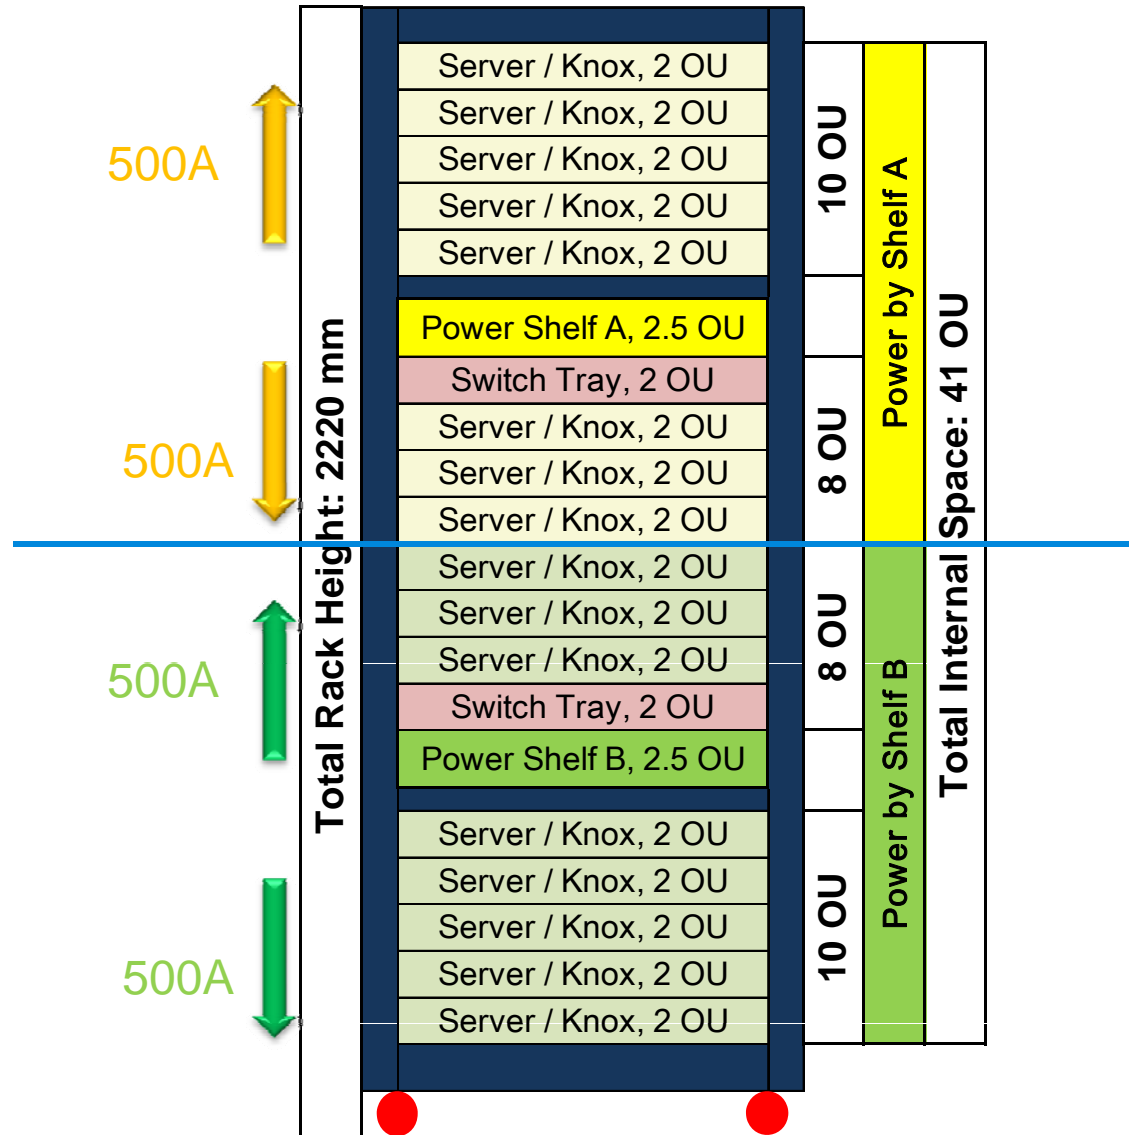 Server / Knox, 2 OU
Server / Knox, 2 OU
Server / Knox, 2 OU
Server / Knox, 2 OU
Server / Knox, 2 OU
Power Shelf A, 2.5 OU
Switch Tray, 2 OU
Server / Knox, 2 OU
Server / Knox, 2 OU
Server / Knox, 2 OU
Server / Knox, 2 OU
Server / Knox, 2 OU
Server / Knox, 2 OU
Switch Tray, 2 OU
Power Shelf B, 2.5 OU
Server / Knox, 2 OU
Server / Knox, 2 OU
Server / Knox, 2 OU
Server / Knox, 2 OU
Server / Knox, 2 OU
500A
500A
500A
500A
Total Rack Height: 2220 mm
10 OU
8 OU
8 OU
10 OU
Power by Shelf A
Power by Shelf B
Total Internal Space: 41 OU